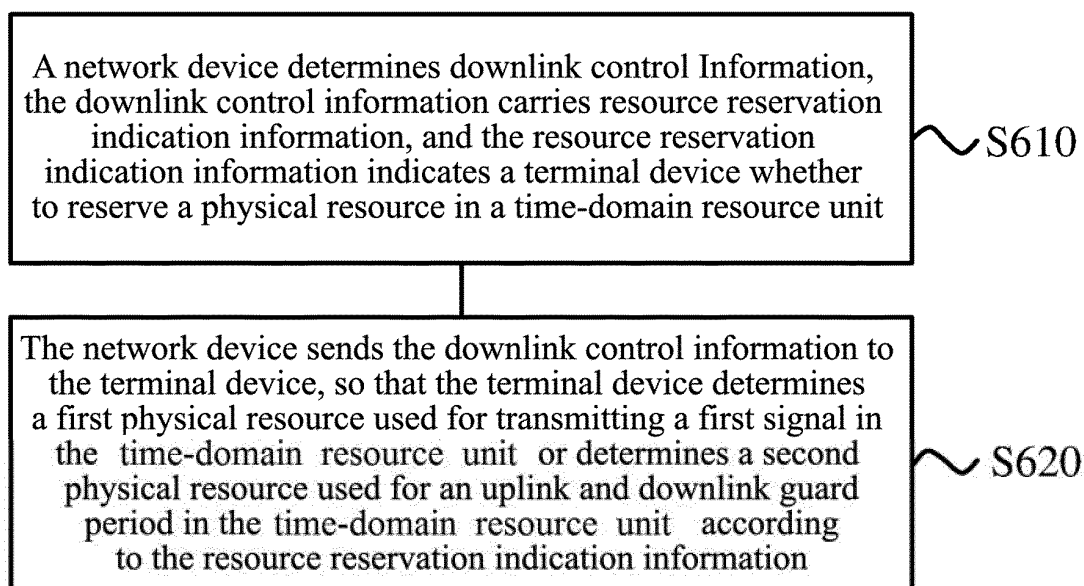 A network device determines downlink control Information,
the downlink control information carries resource reservation
indication information, and the resource reservation
indication information indicates a terminal device whether
to reserve a physical resource in a time-domain resource unit
S610
The network device sends the downlink control information to
the terminal device, so that the terminal device determines
a first physical resource used for transmitting a first signal in
the time-domain resource unit or determines a second
physical resource used for an uplink and downlink guard
period in the time-domain resource unit according
to the resource reservation indication information
S620